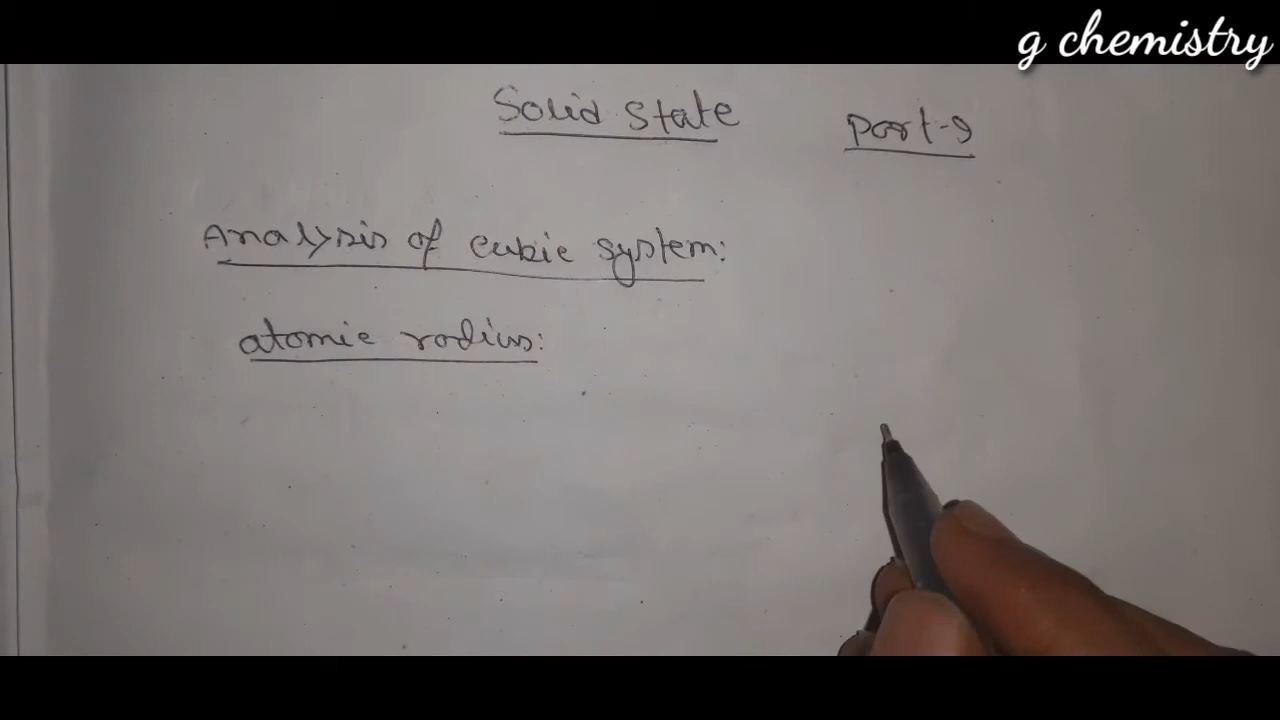 g chemistry
Solid State
Part-9
Analysis of cubic system:
atomic radius: